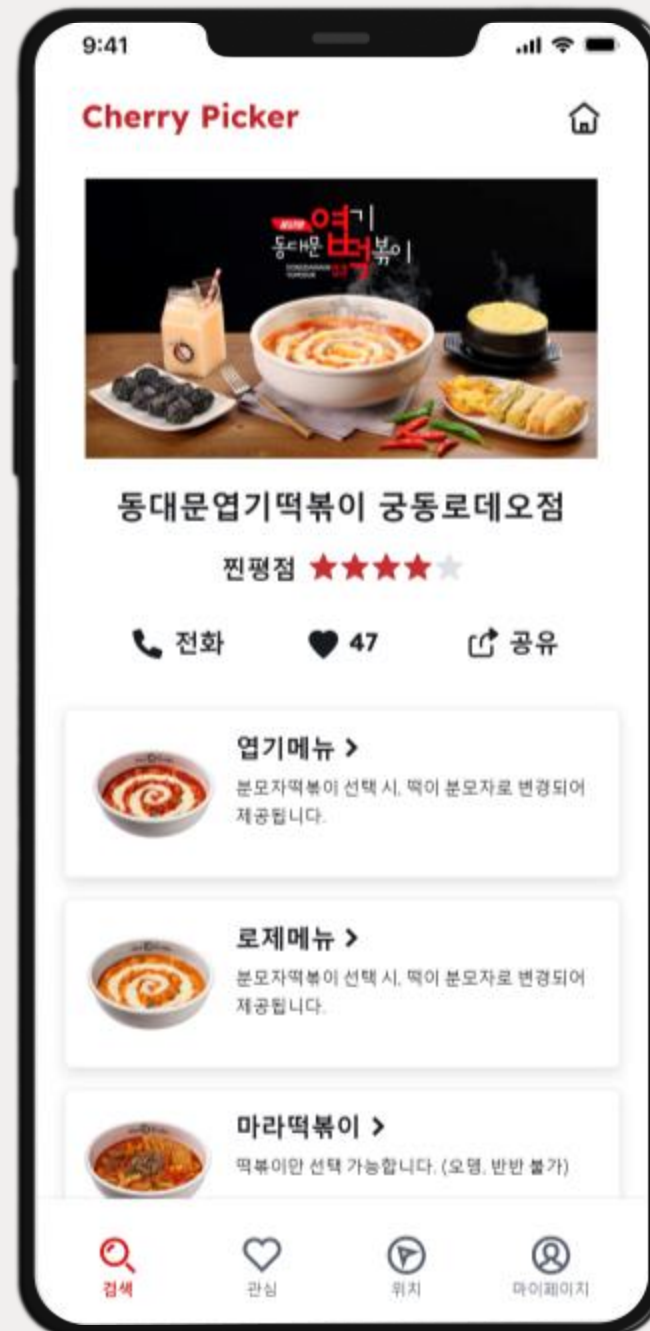 9:41
Cherry Picker
동대문 엽기 떡볶이
동대문엽기떡볶이 궁동로데오점
찐평점
전화
47
공유
엽기메뉴
분모자떡볶이 선택 시, 떡이 분모자로 변경되어
제공됩니다.
로제메뉴
분모자떡볶이 선택 시, 떡이 분모자로 변경되어
제공됩니다.
마라떡볶이
떡볶이만 선택 가능합니다. (오뎅, 반반 불가)
검색
관심
위치
마이페이지